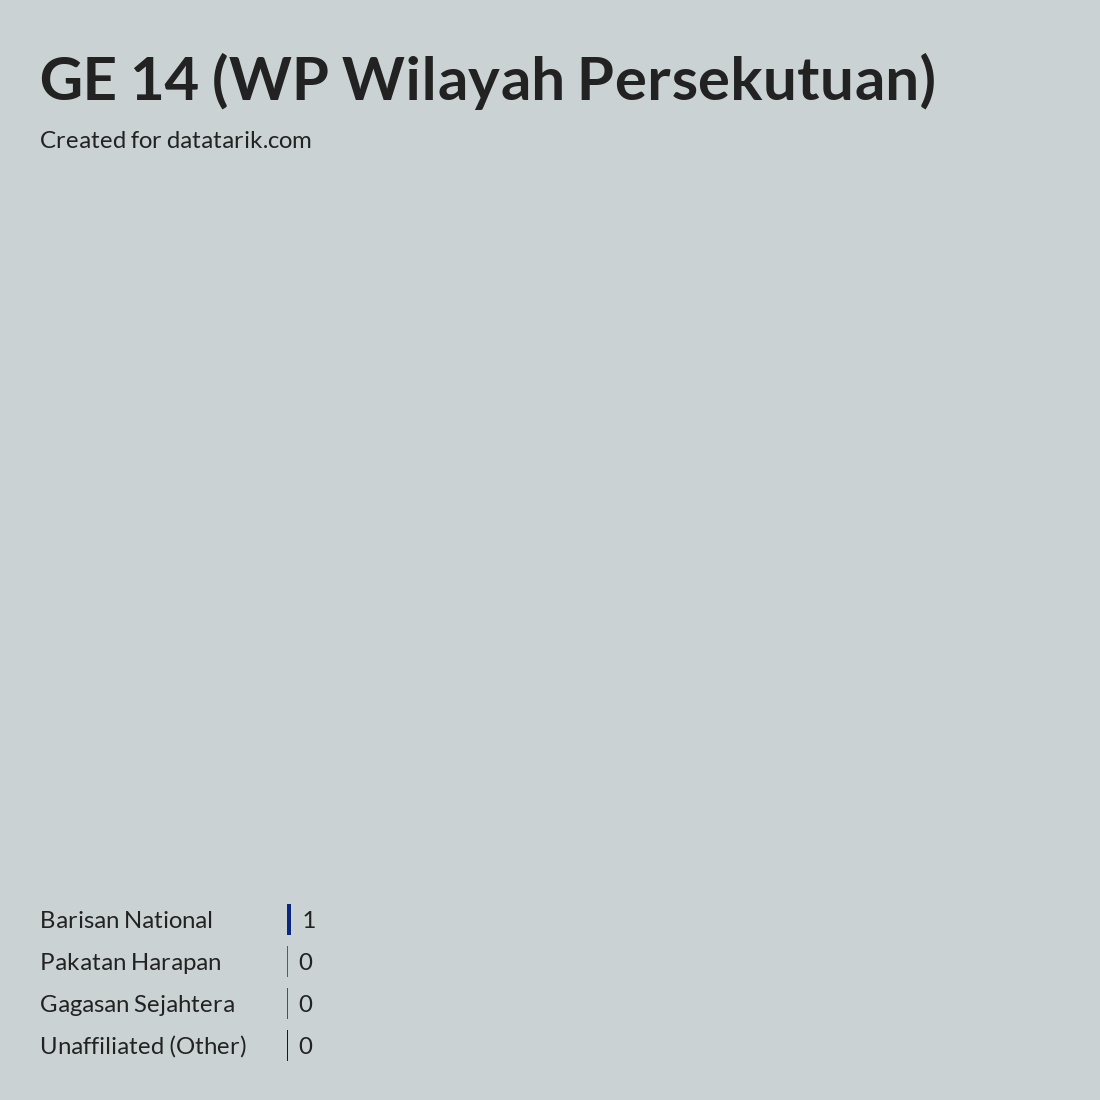 GE 14 (WP Wilayah Persekutuan)
Created for datatarik.com
Barisan National 1
Pakatan Harapan 0
Gagasan Sejahtera 0
Unaffiliated (Other) 0